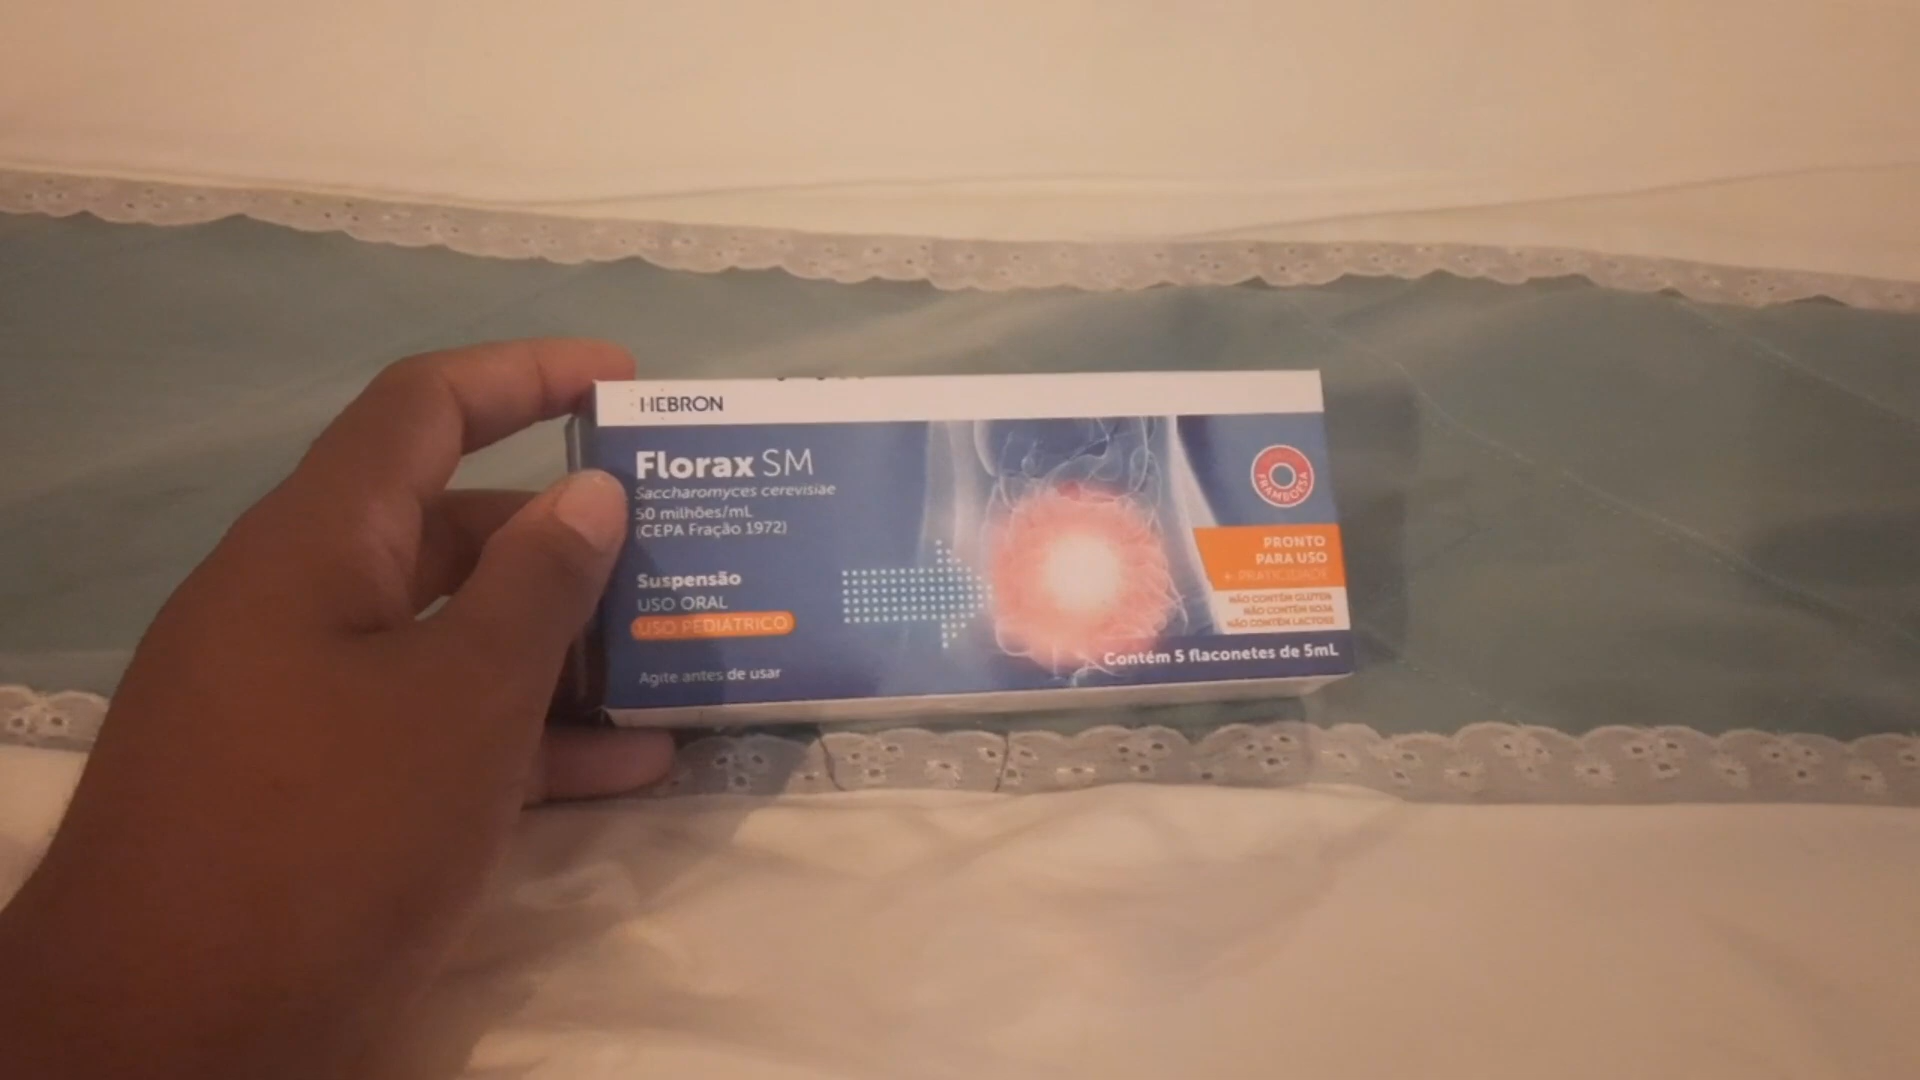 HEBRON
Florax SM
Saccharomyces cerevisiae
50 milhões/mL
(CEPA Fração 1972)
Suspensão
USO ORAL
USO PEDIÁTRICO
Agite antes de usar
FRAMBOESA
PRONTO
PARA USO
+ PRATICIDADE
NÃO CONTÉM GLÚTEN
NÃO CONTÉM SOJA
NÃO CONTÉM LACTOSE
Contém 5 flaconetes de 5mL